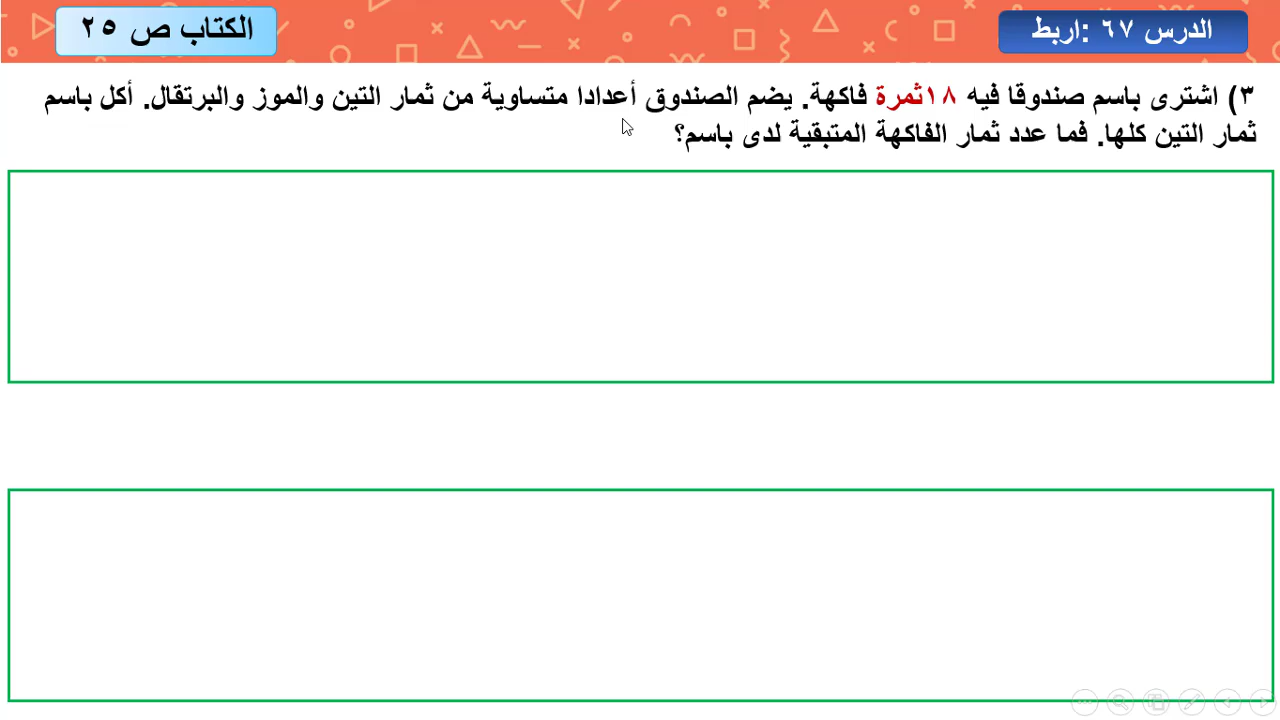 الدرس ٦٧ :اربط
الكتاب ص ٢٥
٣) اشترى باسم صندوقا فيه ١٨ثمرة فاكهة. يضم الصندوق أعدادا متساوية من ثمار التين والموز والبرتقال. أكل باسم
ثمار التين كلها. فما عدد ثمار الفاكهة المتبقية لدى باسم؟